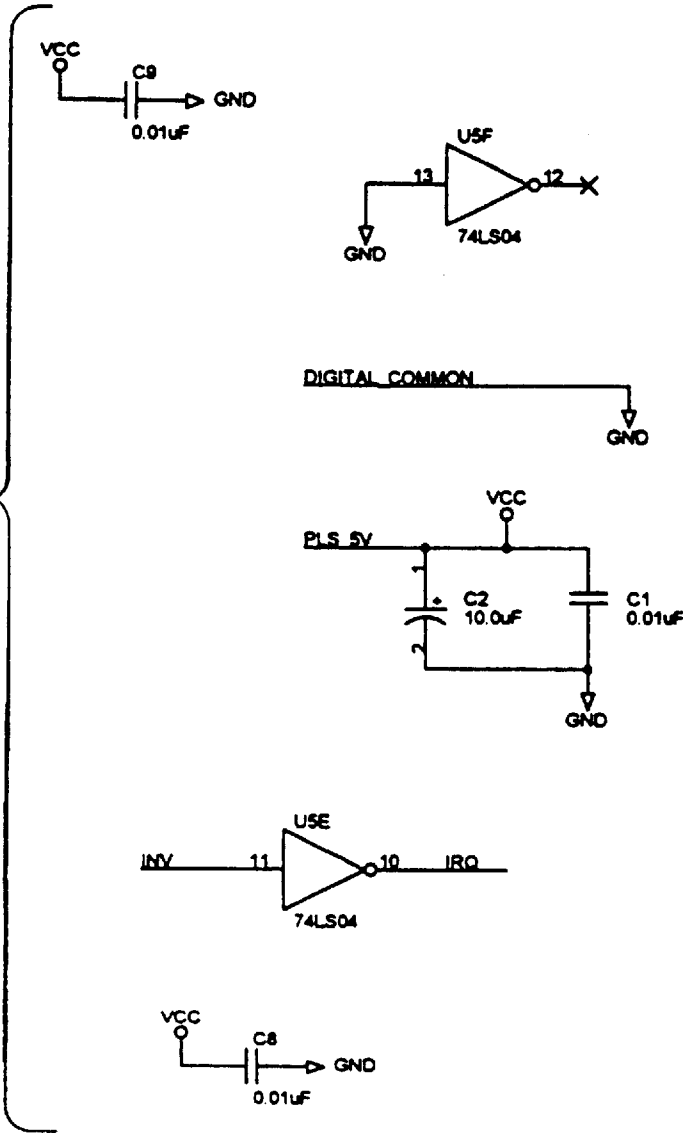 VCC
C9
GND
0.01uF
U5F
13
12
74LS04
GND
DIGITAL COMMON
GND
VCC
PLS 5V
1
+
C2
10.0uF
C1
0.01uF
2
GND
U5E
INV
11
10
IRQ
74LS04
VCC
C8
GND
0.01uF